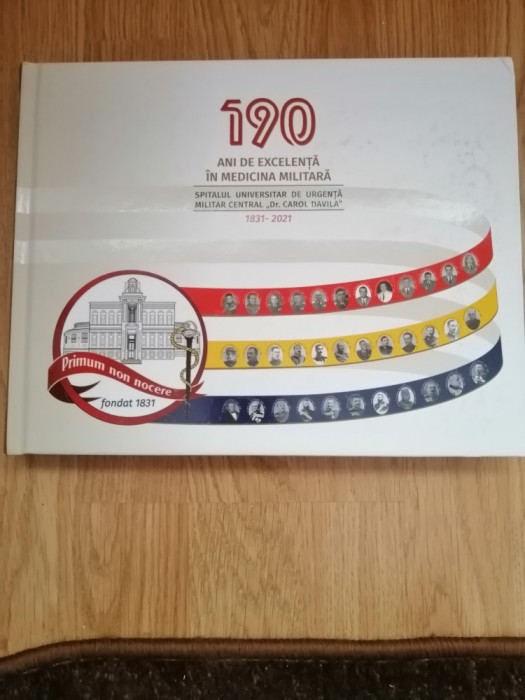 190
ANI DE EXCELENȚĂ
ÎN MEDICINA MILITARĂ
SPITALUL UNIVERSITAR DE URGENȚĂ
MILITAR CENTRAL „Dr. CAROL DAVILA”
1831- 2021
Primum non nocere
fondat 1831